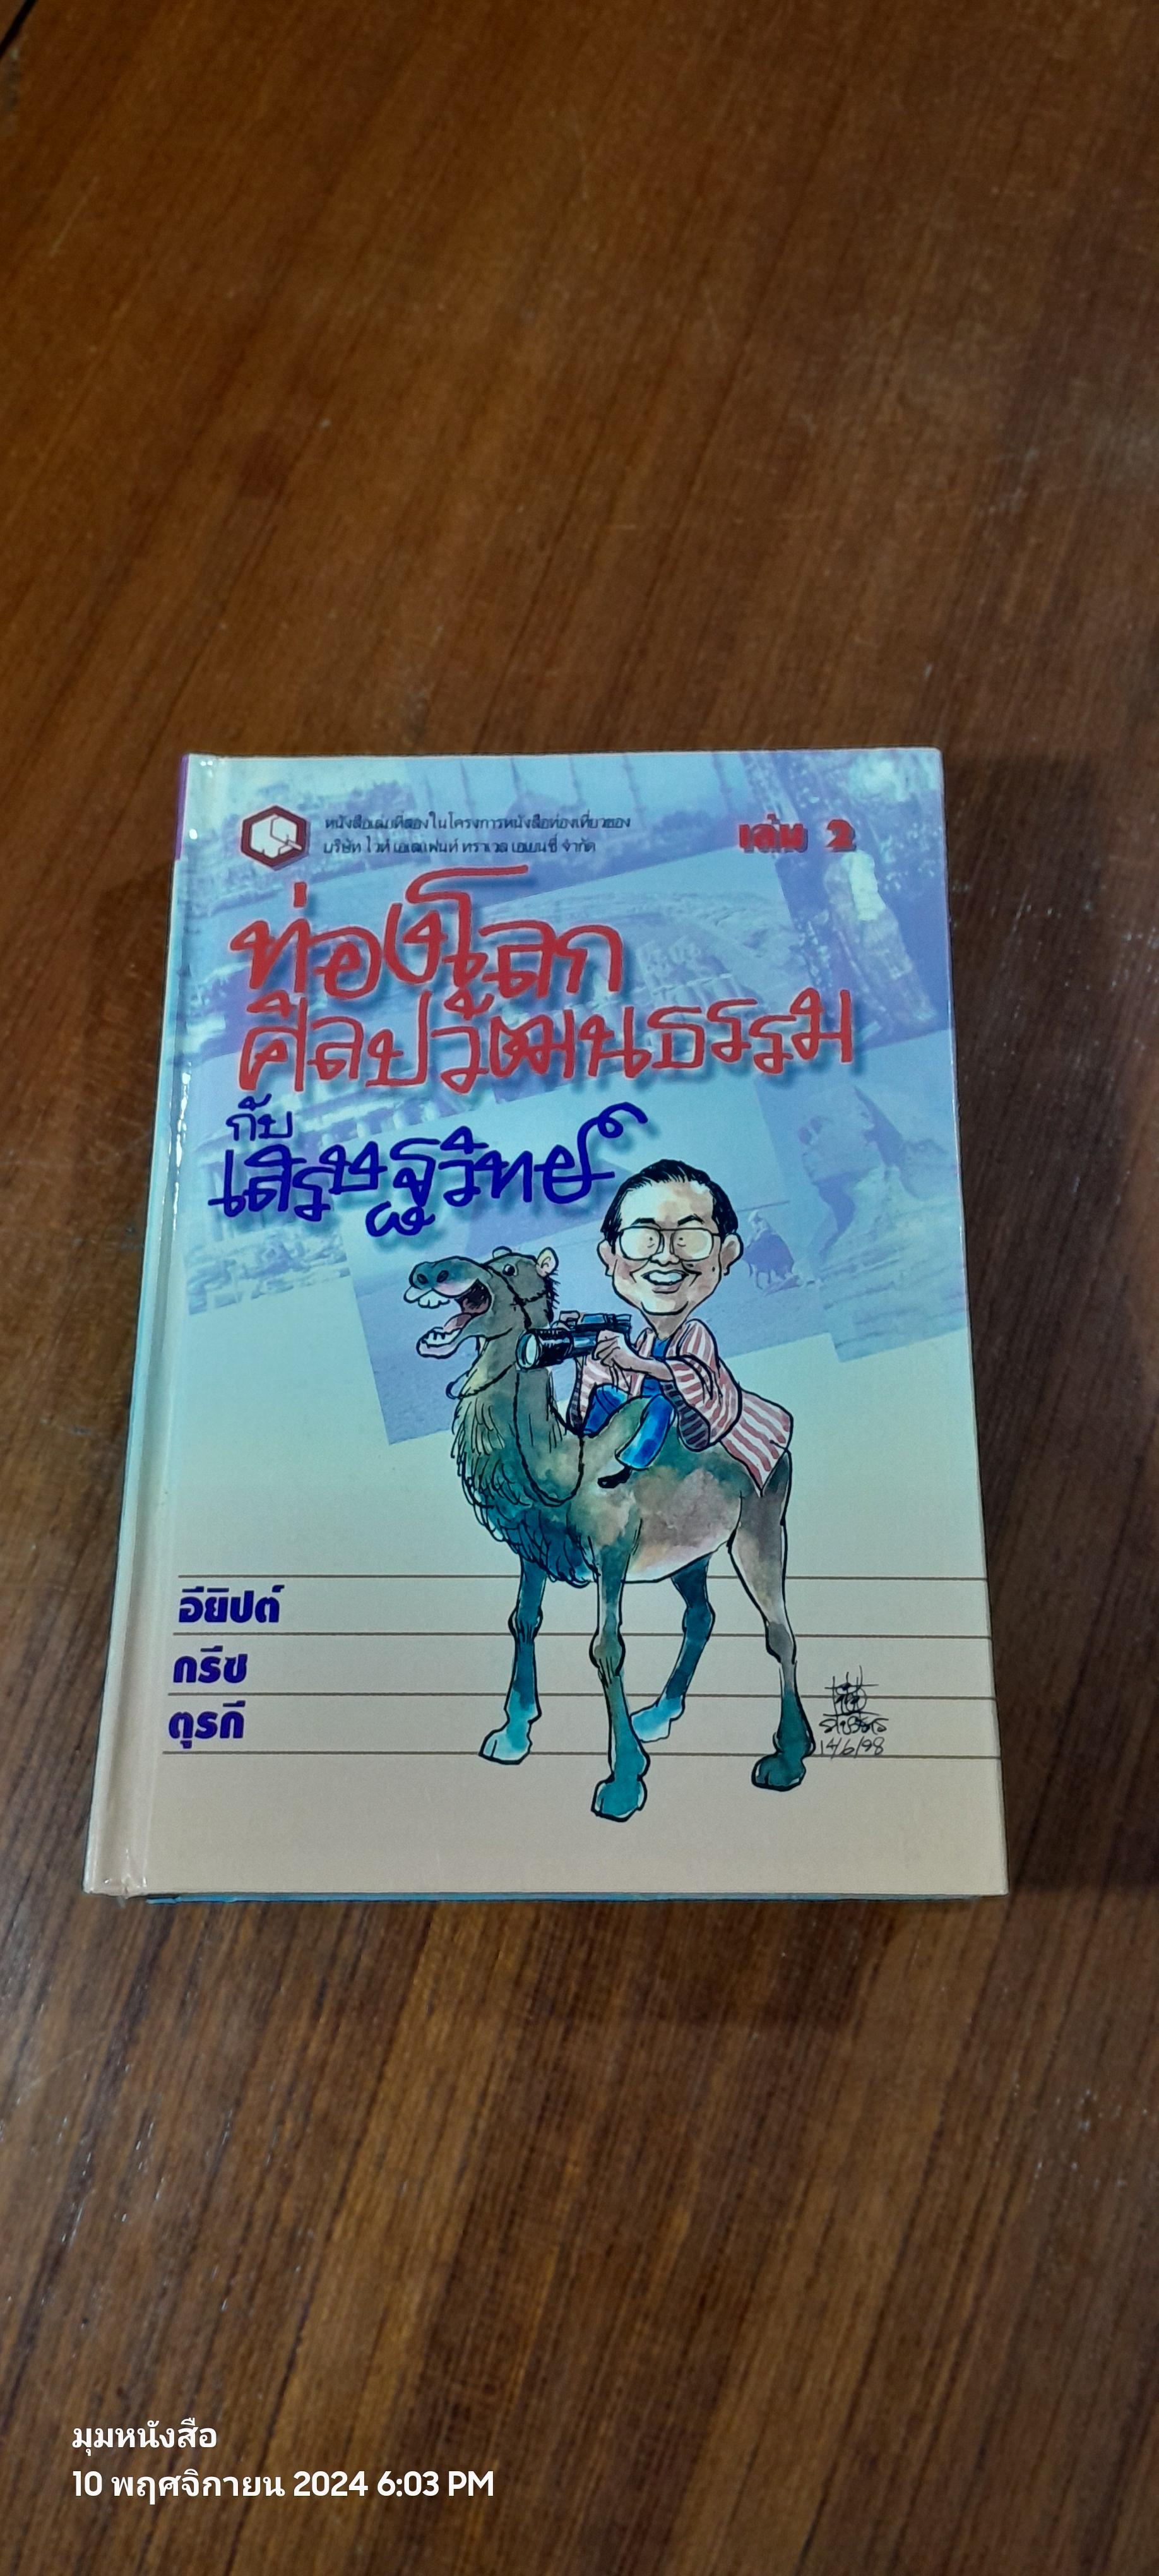 หนังสือเล่มที่สองในโครงการหนังสือท่องเที่ยวของ
บริษัท ไวท์ เอเลแฟนท์ ทราเวล เอเยนซี่ จำกัด
เล่ม 2
ท่องโลก
ศิลปวัฒนธรรม
กับ
เศรษฐวิทย์
อียิปต์
กรีซ
ตุรกี
14/6/98
มุมหนังสือ
10 พฤศจิกายน 2024 6:03 PM